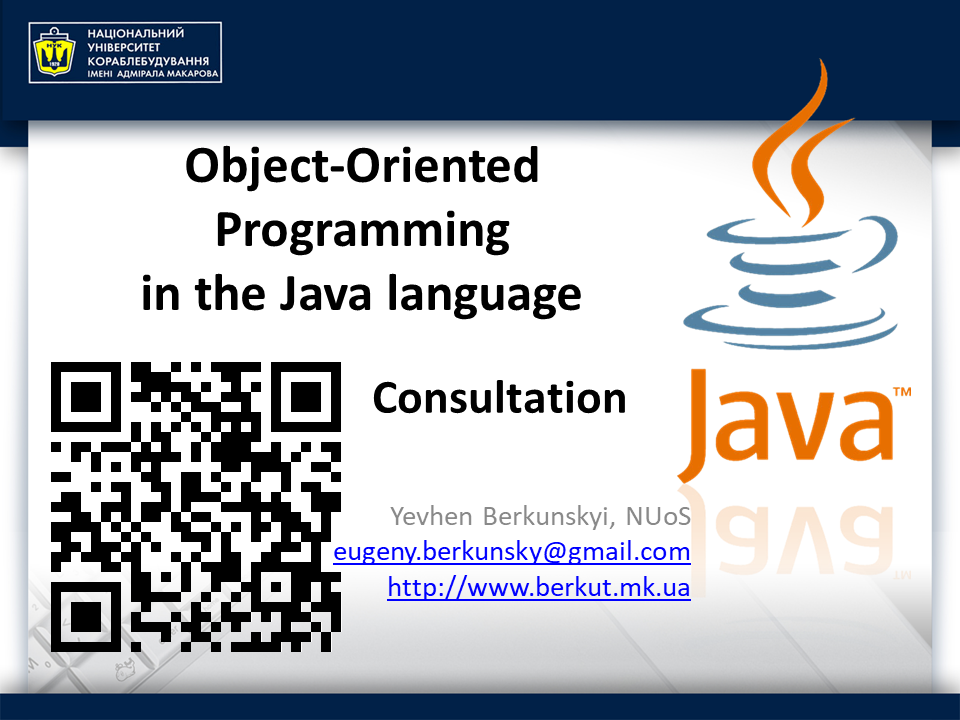 НАЦІОНАЛЬНИЙ
УНІВЕРСИТЕТ
КОРАБЛЕБУДУВАННЯ
ІМЕНІ АДМІРАЛА МАКАРОВА
НУК
1920
Object-Oriented
Programming
in the Java language
Consultation
Java™
Yevhen Berkunskyi, NUoS
eugeny.berkunsky@gmail.com
http://www.berkut.mk.ua